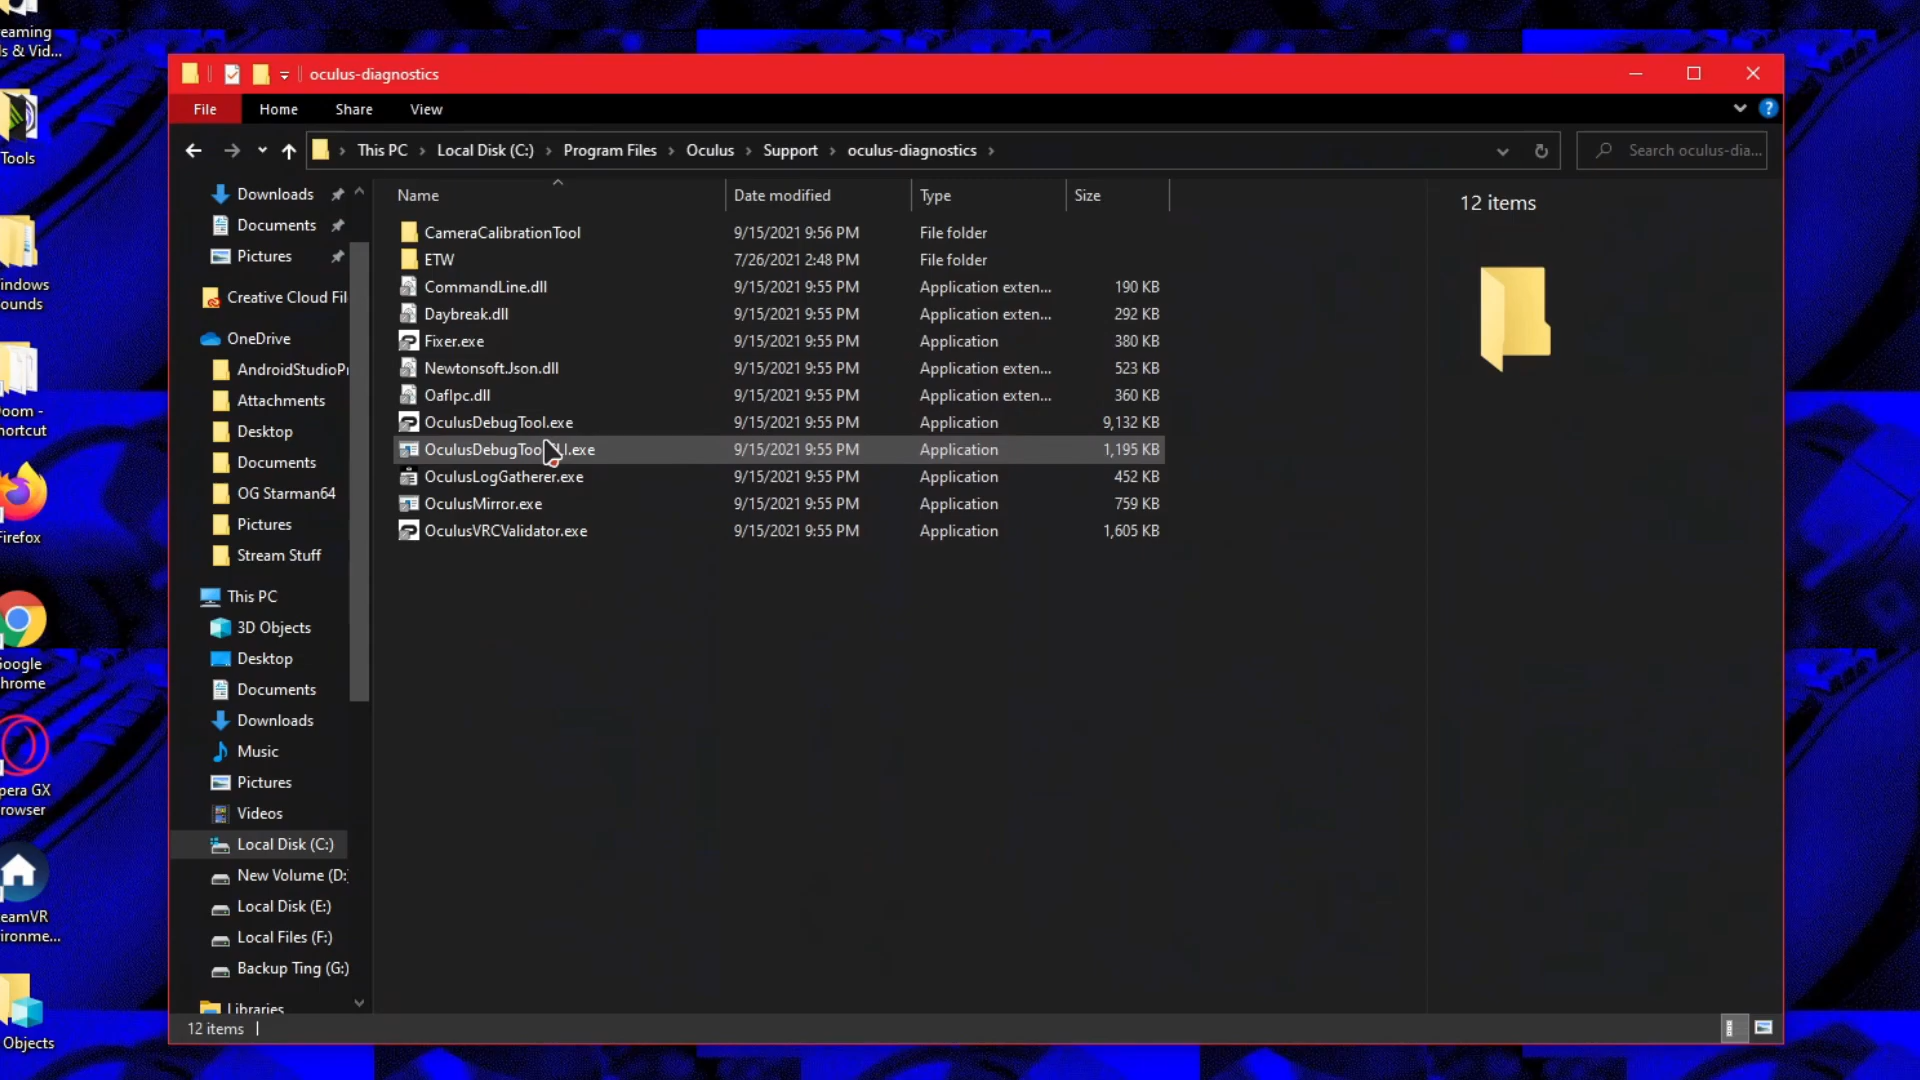 eaming
s & Vid...
Tools
indows
ounds
Doom -
hortcut
Firefox
Google
hrome
pera GX
rowser
eamVR
ironme...
Objects
oculus-diagnostics
File
Home
Share
View
?
This PC
Local Disk (C:)
Program Files
Oculus
Support
oculus-diagnostics
Search oculus-dia...
Downloads
Documents
Pictures
Creative Cloud Fil
OneDrive
AndroidStudioPr
Attachments
Desktop
Documents
OG Starman64
Pictures
Stream Stuff
This PC
3D Objects
Desktop
Documents
Downloads
Music
Pictures
Videos
Local Disk (C:)
New Volume (D:
Local Disk (E:)
Local Files (F:)
Backup Ting (G:)
Libraries
Name Date modified Type Size
CameraCalibrationTool 9/15/2021 9:56 PM File folder
ETW 7/26/2021 2:48 PM File folder
CommandLine.dll 9/15/2021 9:55 PM Application exten... 190 KB
Daybreak.dll 9/15/2021 9:55 PM Application exten... 292 KB
Fixer.exe 9/15/2021 9:55 PM Application 380 KB
Newtonsoft.Json.dll 9/15/2021 9:55 PM Application exten... 523 KB
Oaflpc.dll 9/15/2021 9:55 PM Application exten... 360 KB
OculusDebugTool.exe 9/15/2021 9:55 PM Application 9,132 KB
9/15/2021 9:55 PM Application 1,195 KB
OculusLogGatherer.exe 9/15/2021 9:55 PM Application 452 KB
OculusMirror.exe 9/15/2021 9:55 PM Application 759 KB
OculusVRCValidator.exe 9/15/2021 9:55 PM Application 1,605 KB
12 items
12 items